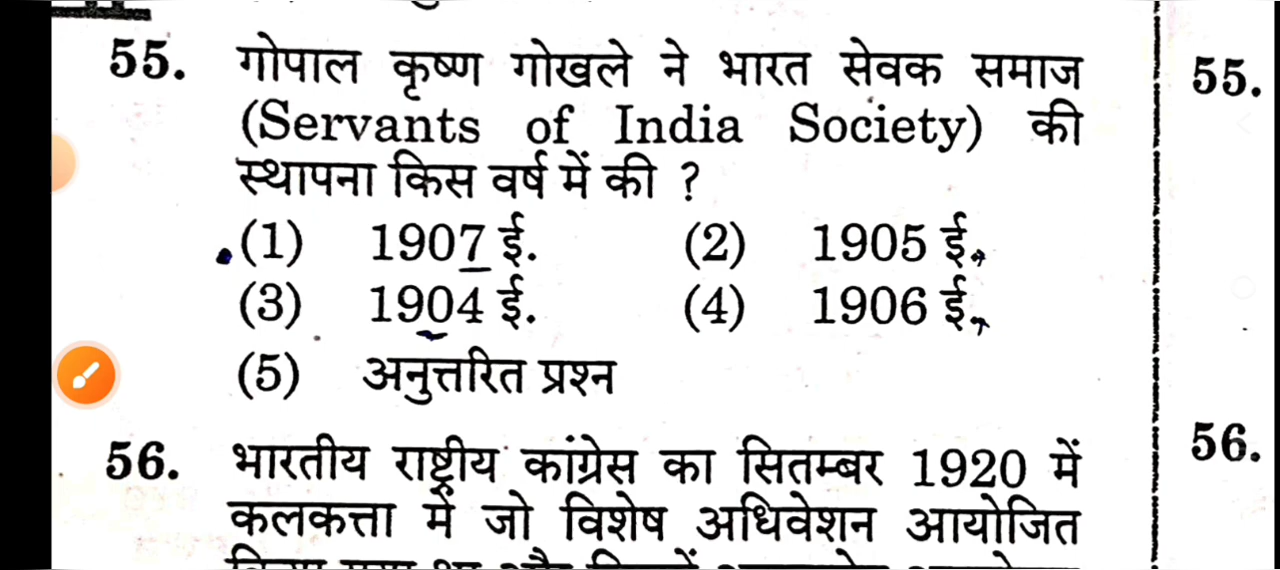 55. गोपाल कृष्ण गोखले ने भारत सेवक समाज
(Servants of India Society) की
स्थापना किस वर्ष में की ?
(1) 1907 ई. (2) 1905 ई.
(3) 1904 ई. (4) 1906 ई.
(5) अनुत्तरित प्रश्न
56. भारतीय राष्ट्रीय कांग्रेस का सितम्बर 1920 में
कलकत्ता में जो विशेष अधिवेशन आयोजित
55.
56.